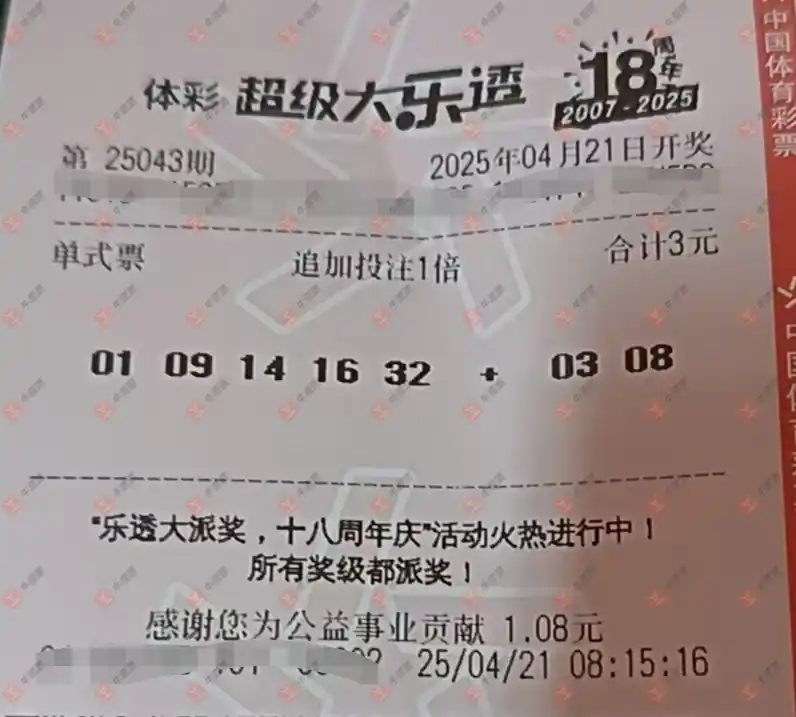 体彩 超级大乐透 18周年
2007-2025
第 25043期 2025年04月21日开奖
单式票 追加投注1倍 合计3元
01 09 14 16 32 + 03 08
"乐透大派奖，十八周年庆"活动火热进行中！
所有奖级都派奖！
感谢您为公益事业贡献 1.08元
25/04/21 08:15:16
中国体育彩票